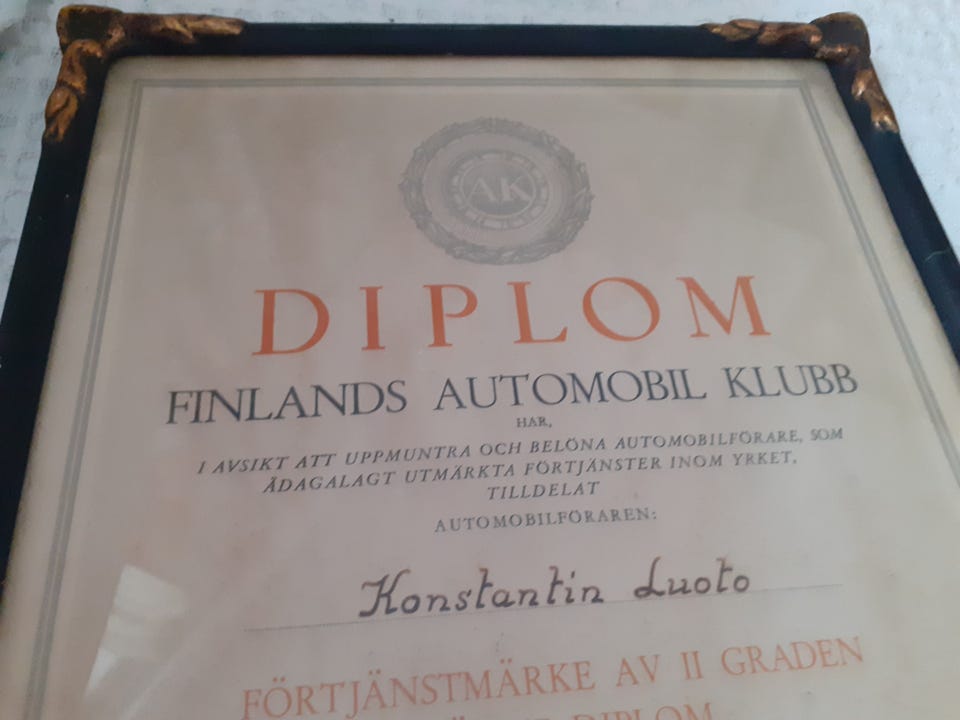 AK
DIPLOM
FINLANDS AUTOMOBIL KLUBB
HAR,
I AVSIKT ATT UPPMUNTRA OCH BELÖNA AUTOMOBILFÖRARE, SOM
ÅDAGALAGT UTMÄRKTA FÖRTJÄNSTER INOM YRKET,
TILLDELAT
AUTOMOBILFÖRAREN:
Konstantin Luoto
FÖRTJÄNSTMÄRKE AV II GRADEN
DIPLOM